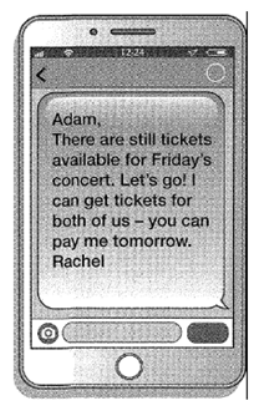 12:24
Adam,
There are still tickets
available for Friday's
concert. Let's go! I
can get tickets for
both of us – you can
pay me tomorrow.
Rachel